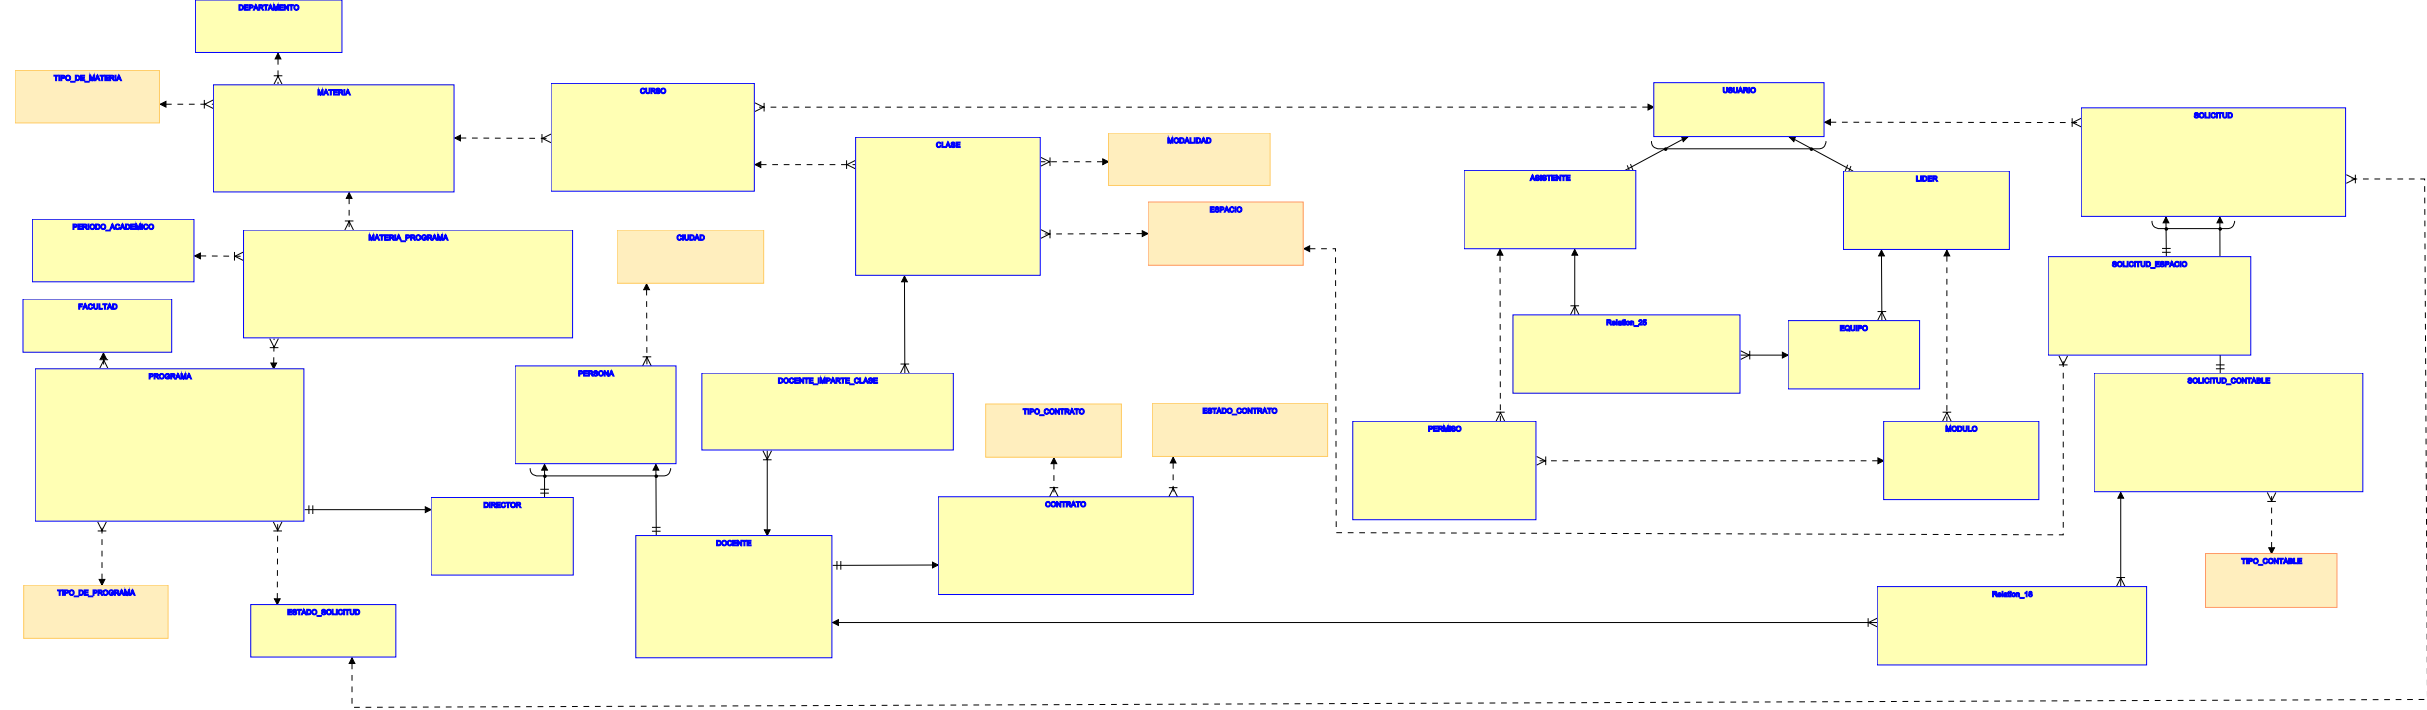 DEPARTAMENTO
TIPO_DE_MATERIA
MATERIA
CURSO
USUARIO
SOLICITUD
CLASE
MODALIDAD
ASISTENTE
LIDER
ESPACIO
PERIODO_ACADEMICO
MATERIA_PROGRAMA
CIUDAD
SOLICITUD_ESPACIO
FACULTAD
Relation_25
EQUIPO
PROGRAMA
PERSONA
DOCENTE_IMPARTE_CLASE
SOLICITUD_CONTABLE
TIPO_CONTRATO
ESTADO_CONTRATO
PERMISO
MODULO
DIRECTOR
CONTRATO
DOCENTE
TIPO_CONTABLE
TIPO_DE_PROGRAMA
Relation_16
ESTADO_SOLICITUD